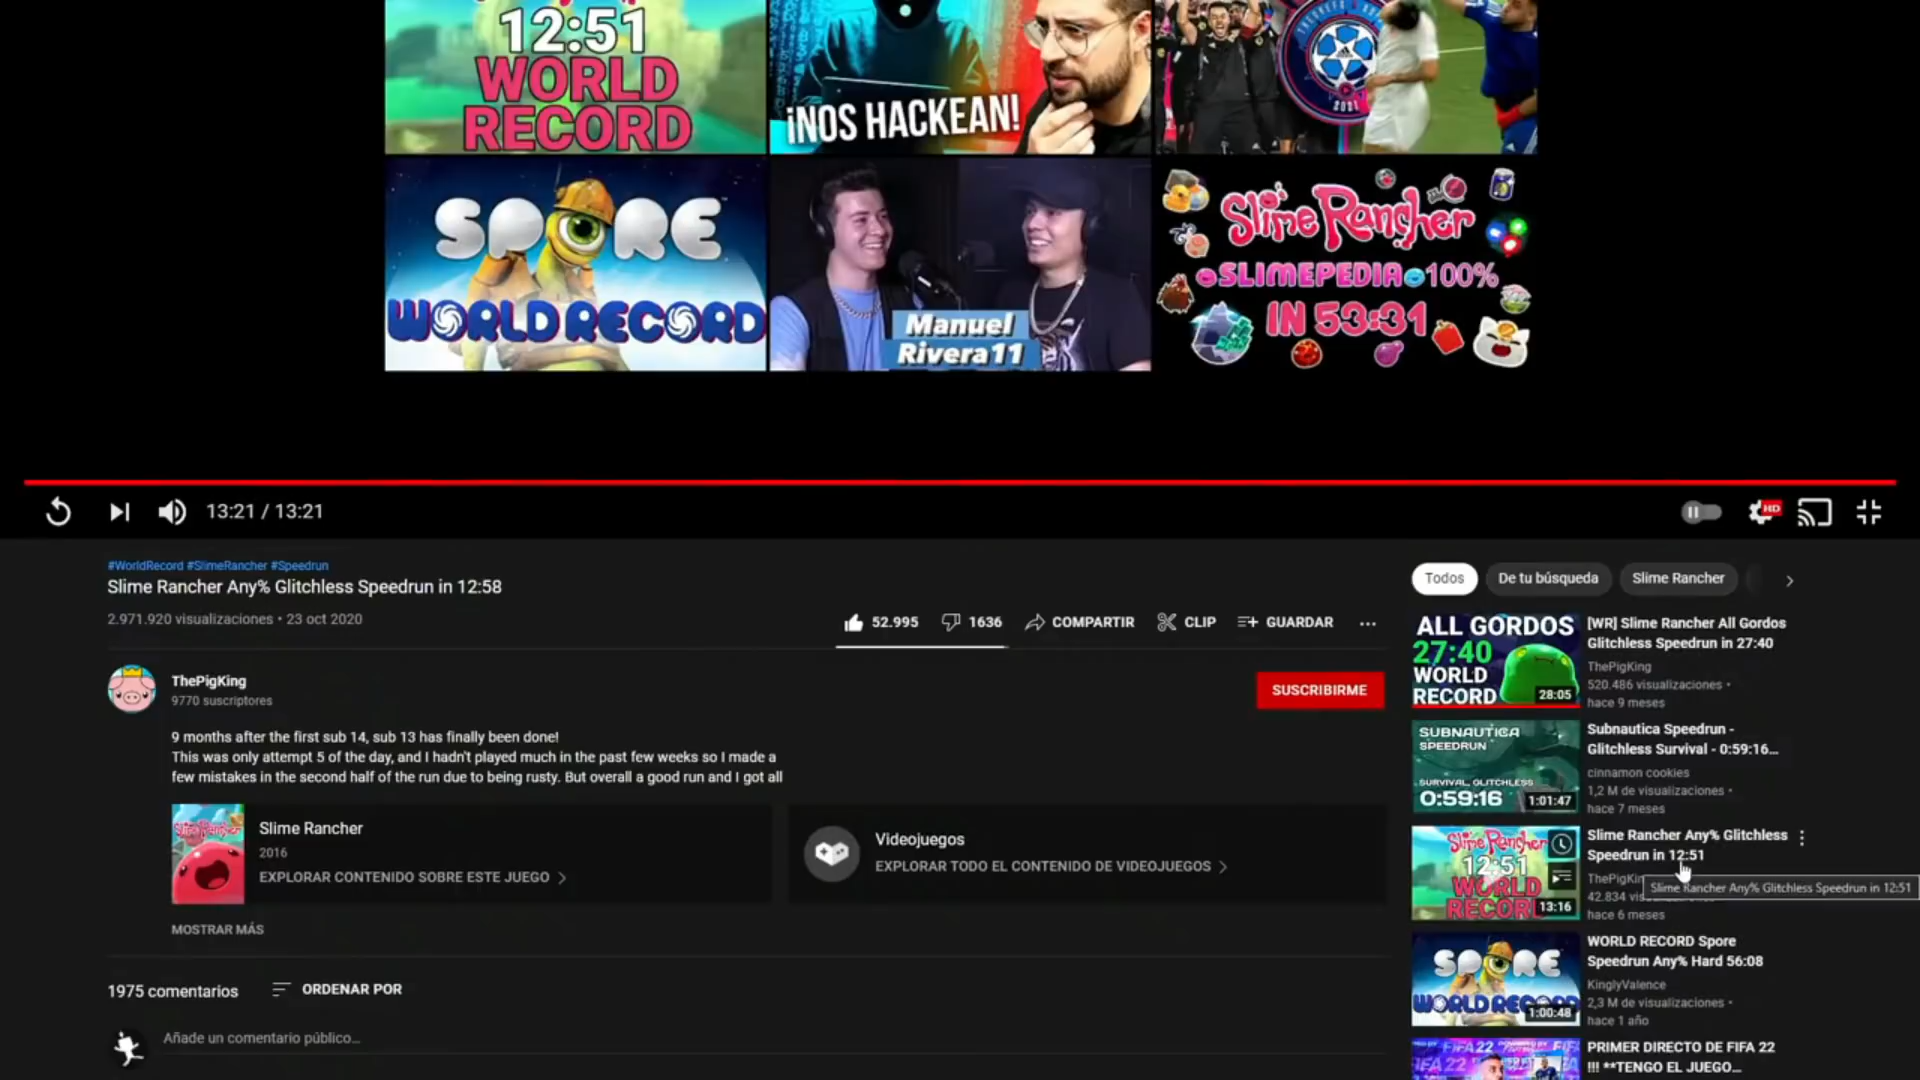 12:51
WORLD
RECORD
¡NOS HACKEAN!
2021
SPORE
WORLD RECORD
Manuel
Rivera11
Slime Rancher
SLIMEPEDIA 100%
IN 53:31
13:21 / 13:21
HD
#WorldRecord #SlimeRancher #Speedrun
Slime Rancher Any% Glitchless Speedrun in 12:58
2.971.920 visualizaciones • 23 oct 2020
52.995
1636
COMPARTIR
CLIP
GUARDAR
ThePigKing
9770 suscriptores
SUSCRIBIRME
9 months after the first sub 14, sub 13 has finally been done!
This was only attempt 5 of the day, and I hadn't played much in the past few weeks so I made a
few mistakes in the second half of the run due to being rusty. But overall a good run and I got all
Slime Rancher
Slime Rancher
2016
EXPLORAR CONTENIDO SOBRE ESTE JUEGO
Videojuegos
EXPLORAR TODO EL CONTENIDO DE VIDEOJUEGOS
MOSTRAR MÁS
1975 comentarios
ORDENAR POR
Añade un comentario público...
Todos
De tu búsqueda
Slime Rancher
ALL GORDOS
27:40
WORLD
RECORD
28:05
[WR] Slime Rancher All Gordos
Glitchless Speedrun in 27:40
ThePigKing
520.486 visualizaciones •
hace 9 meses
SUBNAUTICA
SPEEDRUN
SURVIVAL, GLITCHLESS
0:59:16
1:01:47
Subnautica Speedrun -
Glitchless Survival - 0:59:16...
cinnamon cookies
1,2 M de visualizaciones •
hace 7 meses
Slime Rancher
12:51
WORLD
RECORD
13:16
Slime Rancher Any% Glitchless
Speedrun in 12:51
ThePigKin
Slime Rancher Any% Glitchless Speedrun in 12:51
42.834
hace 6 meses
SPORE
WORLD RECORD
1:00:48
WORLD RECORD Spore
Speedrun Any% Hard 56:08
KinglyValence
2,3 M de visualizaciones •
hace 1 año
FIFA 22
PRIMER DIRECTO DE FIFA 22
!!! **TENGO EL JUEGO...